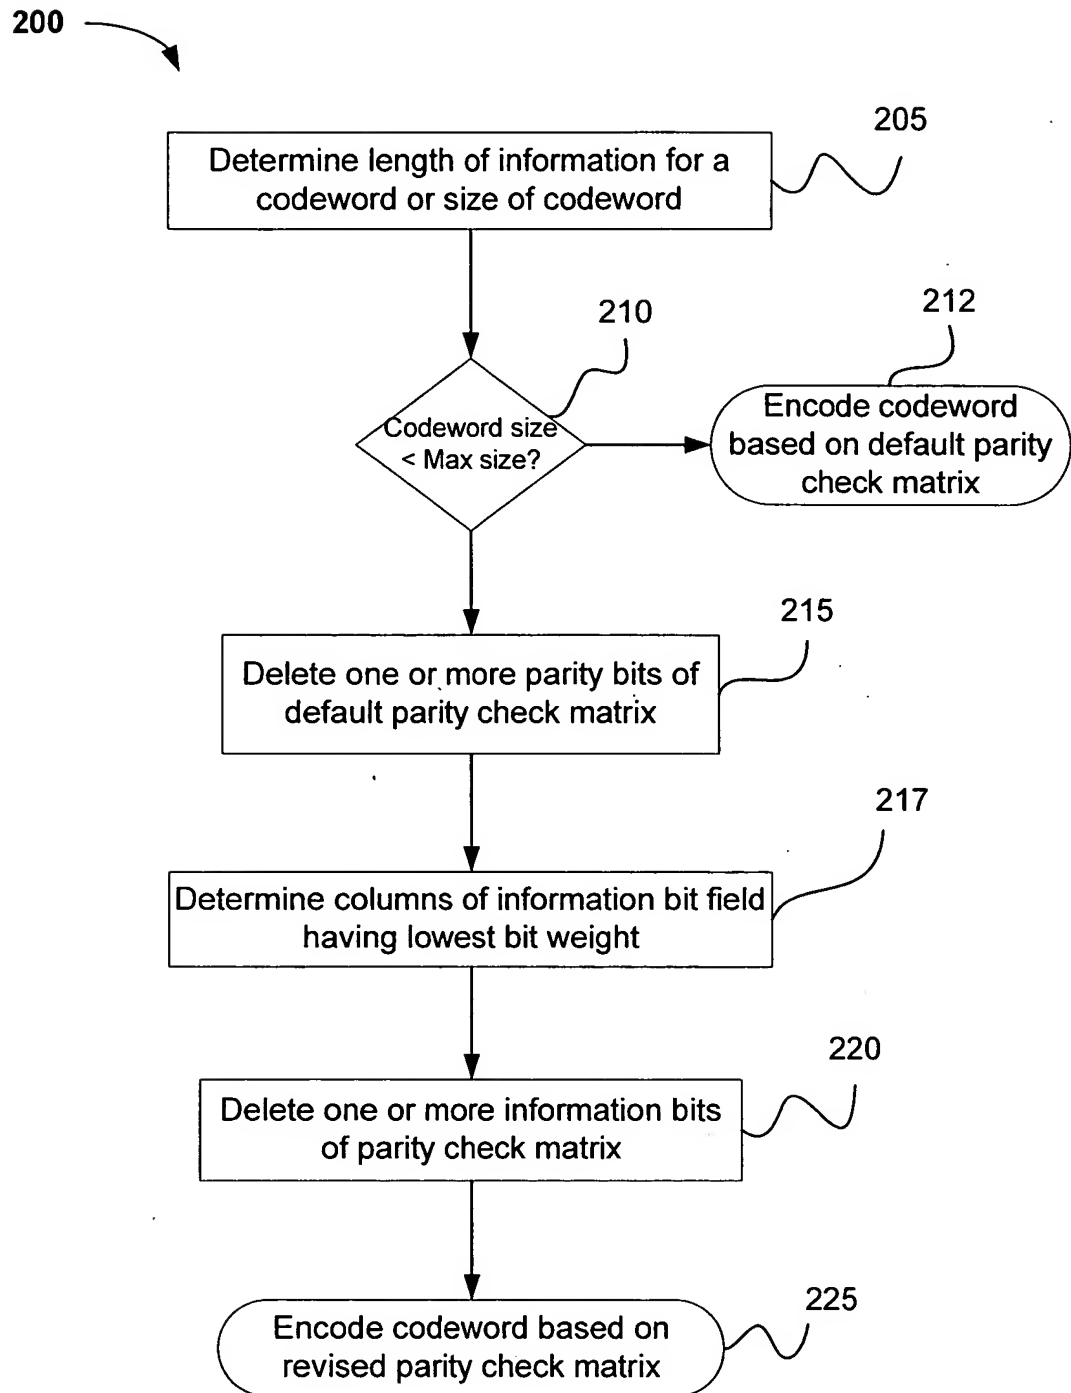 200
205
Determine length of information for a
codeword or size of codeword
210
212
Codeword size
< Max size?
Encode codeword
based on default parity
check matrix
215
Delete one or more parity bits of
default parity check matrix
217
Determine columns of information bit field
having lowest bit weight
220
Delete one or more information bits
of parity check matrix
225
Encode codeword based on
revised parity check matrix